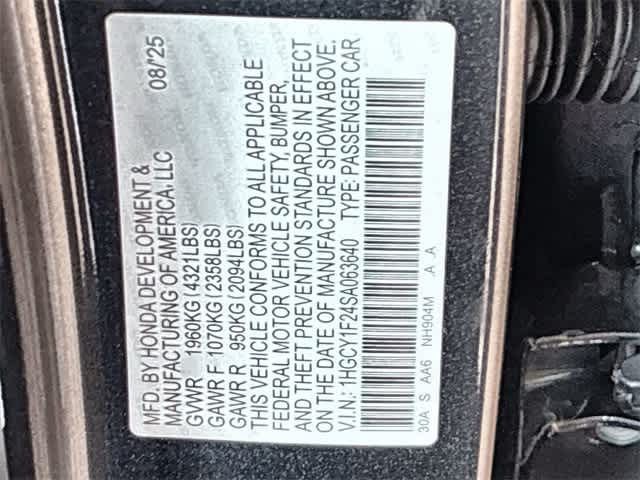 MFD. BY HONDA DEVELOPMENT & 08/25
MANUFACTURING OF AMERICA, LLC
GVWR 1960KG (4321LBS)
GAWR F 1070KG (2358LBS)
GAWR R 950KG (2094LBS)
THIS VEHICLE CONFORMS TO ALL APPLICABLE
FEDERAL MOTOR VEHICLE SAFETY, BUMPER,
AND THEFT PREVENTION STANDARDS IN EFFECT
ON THE DATE OF MANUFACTURE SHOWN ABOVE.
V.I.N.: 1HGCY1F24SA063640 TYPE: PASSENGER CAR
30A S AA6 NH904M .A .A